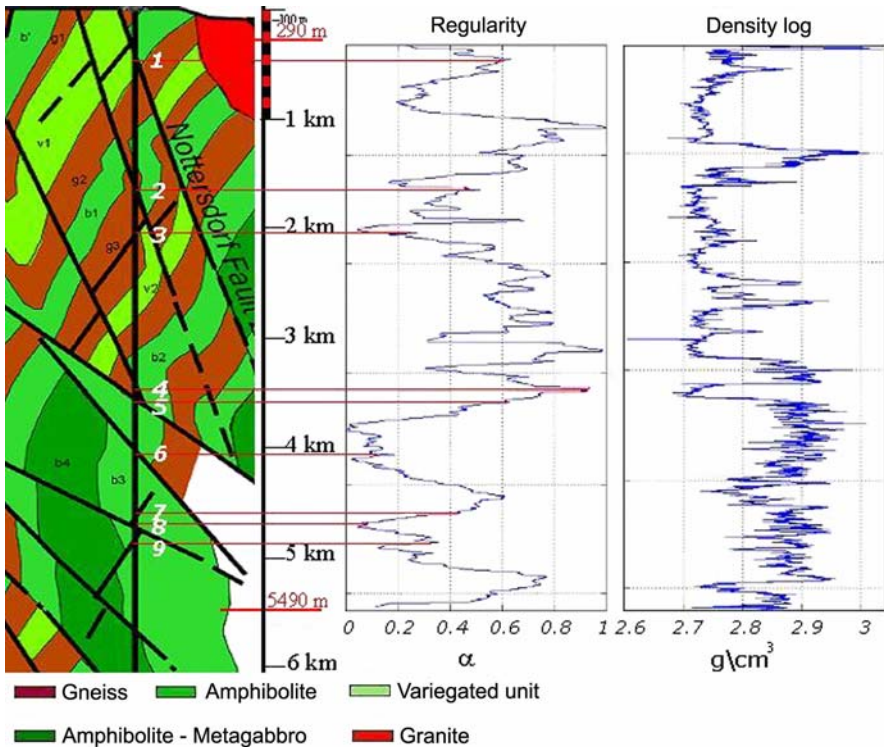 Regularity
Density log
100 m
290 m
b'
g1
1
1 km
v1
Nottersdorf Fault
g2
2
b1
2 km
g3
3
v2
3 km
b2
4
5
4 km
6
b4
b3
7
8
9
5 km
5490 m
6 km
0 0.2 0.4 0.6 0.8 1
2.6 2.7 2.8 2.9 3
α
g\cm³
Gneiss
Amphibolite
Variegated unit
Amphibolite - Metagabbro
Granite